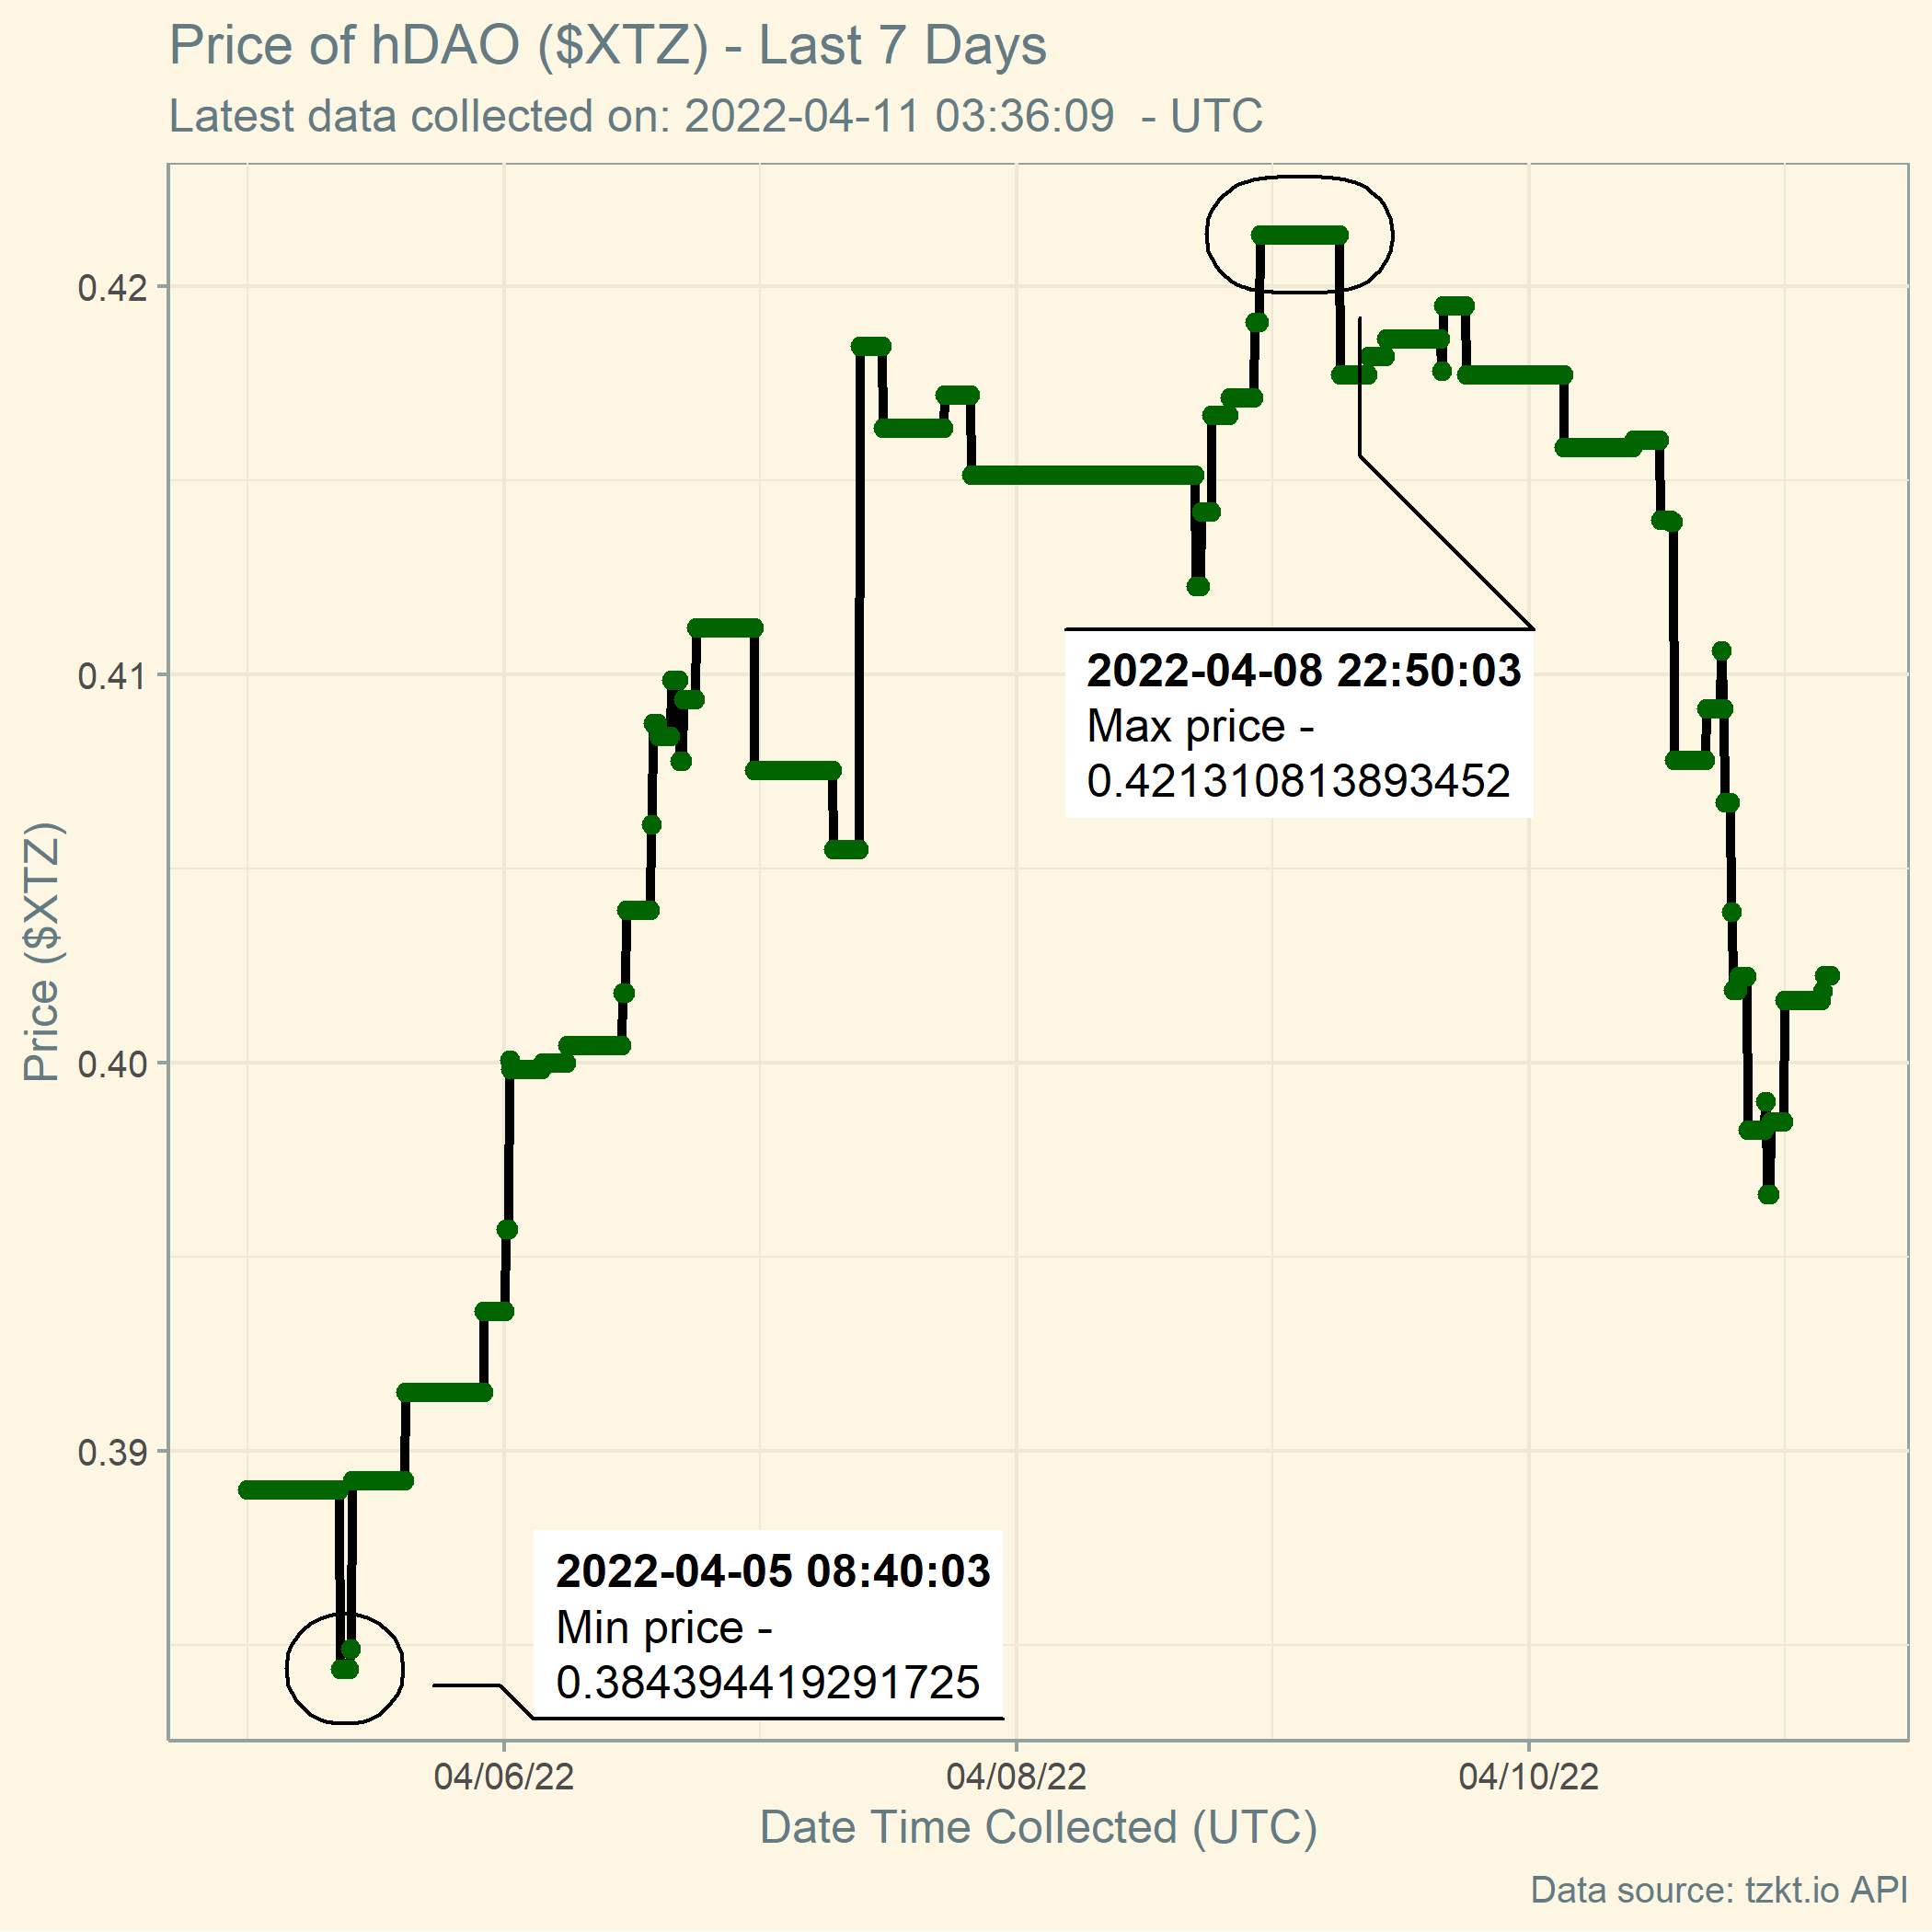 Price of hDAO ($XTZ) - Last 7 Days
Latest data collected on: 2022-04-11 03:36:09  - UTC
Price ($XTZ)
0.42
0.41
0.40
0.39
2022-04-08 22:50:03
Max price -
0.421310813893452
2022-04-05 08:40:03
Min price -
0.384394419291725
04/06/22
04/08/22
04/10/22
Date Time Collected (UTC)
Data source: tzkt.io API